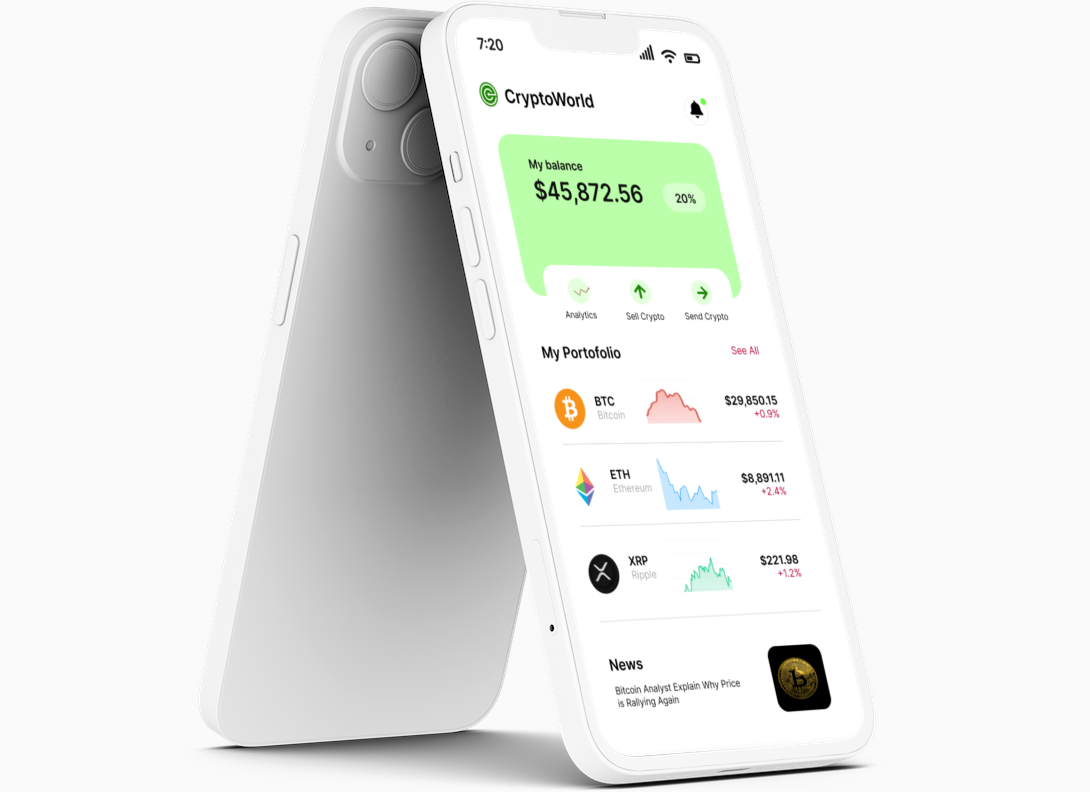 7:20
CryptoWorld
My balance
$45,872.56
20%
Analytics
Sell Crypto
Send Crypto
My Portofolio
See All
BTC
Bitcoin
$29,850.15
+0.9%
ETH
Ethereum
$8,891.11
+2.4%
XRP
Ripple
$221.98
+1.2%
News
Bitcoin Analyst Explain Why Price
is Rallying Again